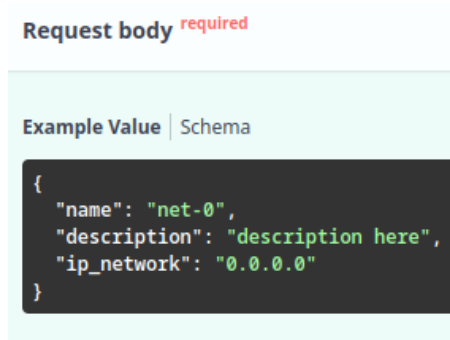 Request body required
Example Value | Schema
{
  "name": "net-0",
  "description": "description here",
  "ip_network": "0.0.0.0"
}